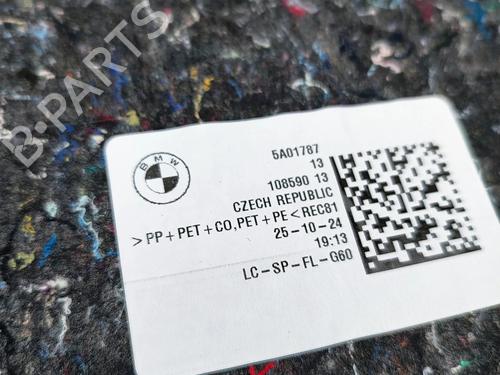 B-PARTS
BMW
5A01787
13
108590 13
CZECH REPUBLIC
>PP+PET+CO,PET+PE<REC81
25-10-24
19:13
LC-SP-FL-G60